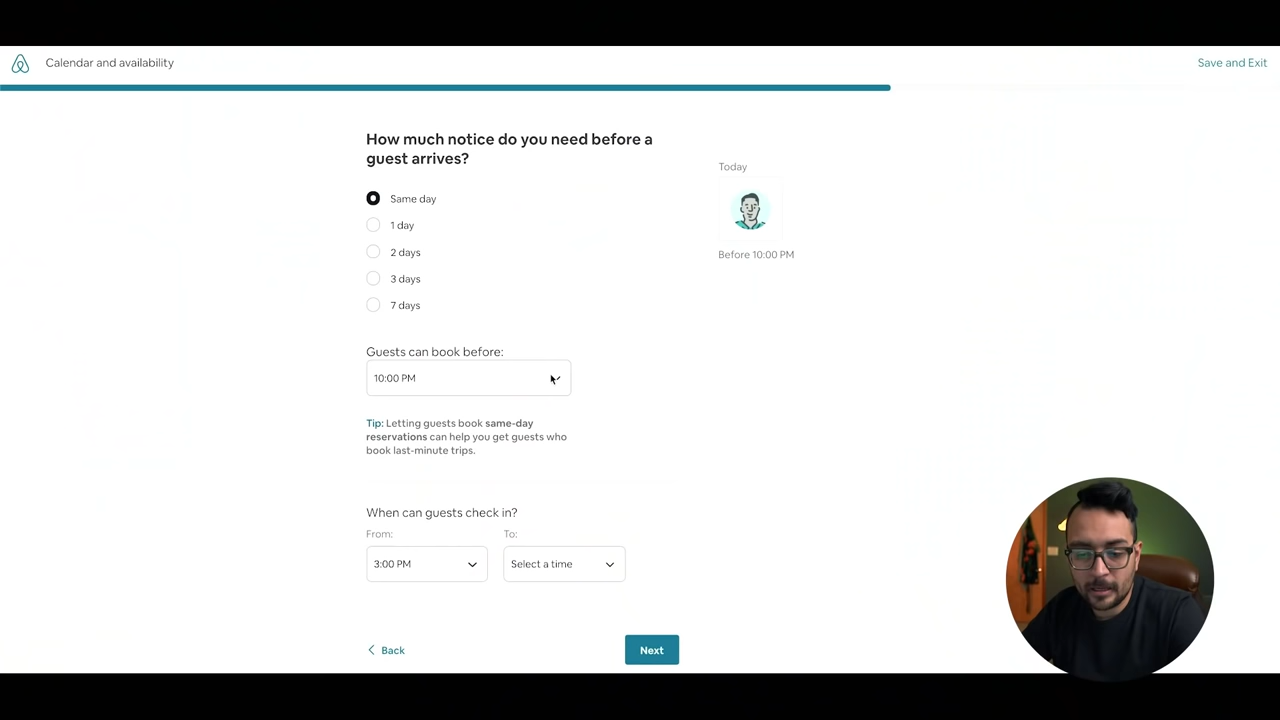 Calendar and availability
Save and Exit
How much notice do you need before a
guest arrives?
Same day
1 day
2 days
3 days
7 days
Today
Before 10:00 PM
Guests can book before:
10:00 PM
Tip: Letting guests book same-day
reservations can help you get guests who
book last-minute trips.
When can guests check in?
From:
To:
3:00 PM
Select a time
Back
Next